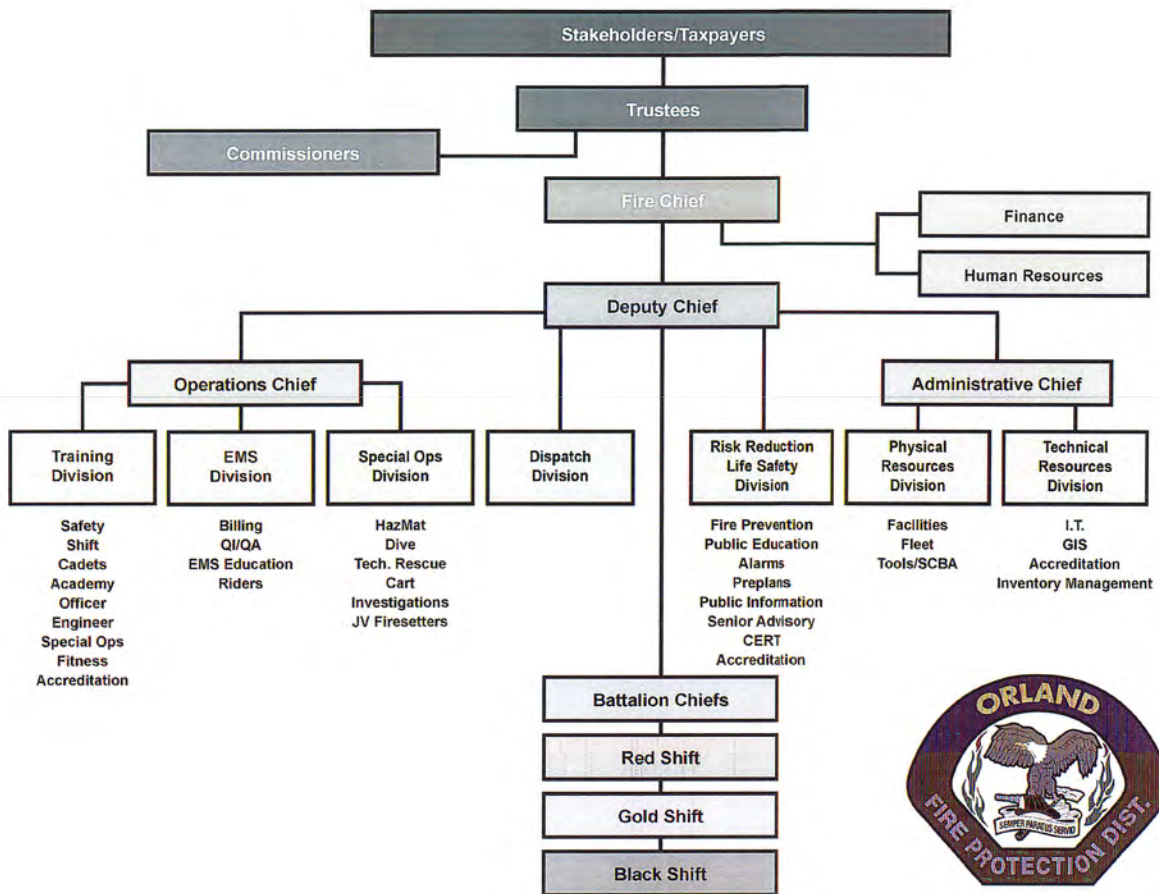 Stakeholders/Taxpayers
Trustees
Commissioners
Fire Chief
Finance
Human Resources
Deputy Chief
Operations Chief
Administrative Chief
Training
Division
EMS
Division
Special Ops
Division
Dispatch
Division
Risk Reduction
Life Safety
Division
Physical
Resources
Division
Technical
Resources
Division
Safety
Shift
Cadets
Academy
Officer
Engineer
Special Ops
Fitness
Accreditation
Billing
QI/QA
EMS Education
Riders
HazMat
Dive
Tech. Rescue
Cart
Investigations
JV Firesetters
Fire Prevention
Public Education
Alarms
Preplans
Public Information
Senior Advisory
CERT
Accreditation
Facilities
Fleet
Tools/SCBA
I.T.
GIS
Accreditation
Inventory Management
Battalion Chiefs
Red Shift
Gold Shift
Black Shift
ORLAND
SEMPER PARATUS SERVIO
FIRE PROTECTION DIST.